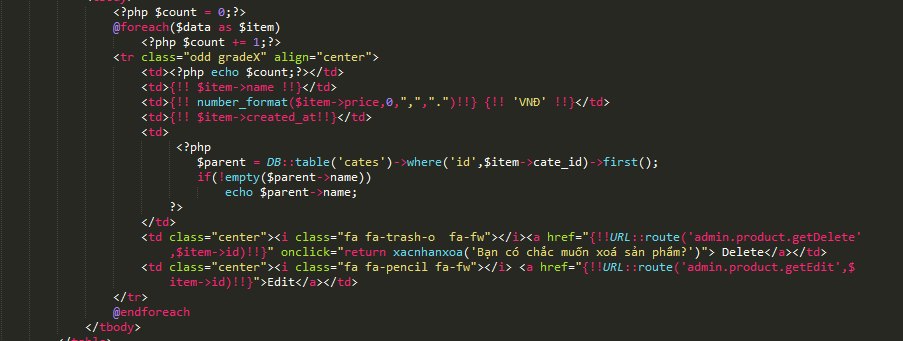 <?php $count = 0;?>
@foreach($data as $item)
<?php $count += 1;?>
<tr class="odd gradeX" align="center">
<td><?php echo $count;?></td>
<td>{!! $item->name !!}</td>
<td>{!! number_format($item->price,0,",",".")!!} {!! 'VNĐ' !!}</td>
<td>{!! $item->created_at!!}</td>
<td>
<?php
$parent = DB::table('cates')->where('id',$item->cate_id)->first();
if(!empty($parent->name))
echo $parent->name;
?>
</td>
<td class="center"><i class="fa fa-trash-o  fa-fw"></i><a href="{!!URL::route('admin.product.getDelete'
,$item->id)!!}" onclick="return xacnhanxoa('Bạn có chắc muốn xoá sản phẩm?')"> Delete</a></td>
<td class="center"><i class="fa fa-pencil fa-fw"></i> <a href="{!!URL::route('admin.product.getEdit',$
item->id)!!}">Edit</a></td>
</tr>
@endforeach
</tbody>